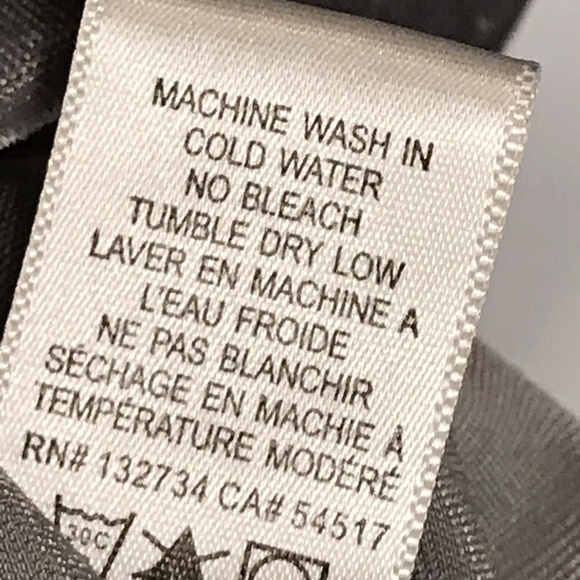 MACHINE WASH IN
COLD WATER
NO BLEACH
TUMBLE DRY LOW
LAVER EN MACHINE A
L'EAU FROIDE
NE PAS BLANCHIR
SÉCHAGE EN MACHIE À
TEMPÉRATURE MODÉRÉ
RN# 132734 CA# 54517
30C